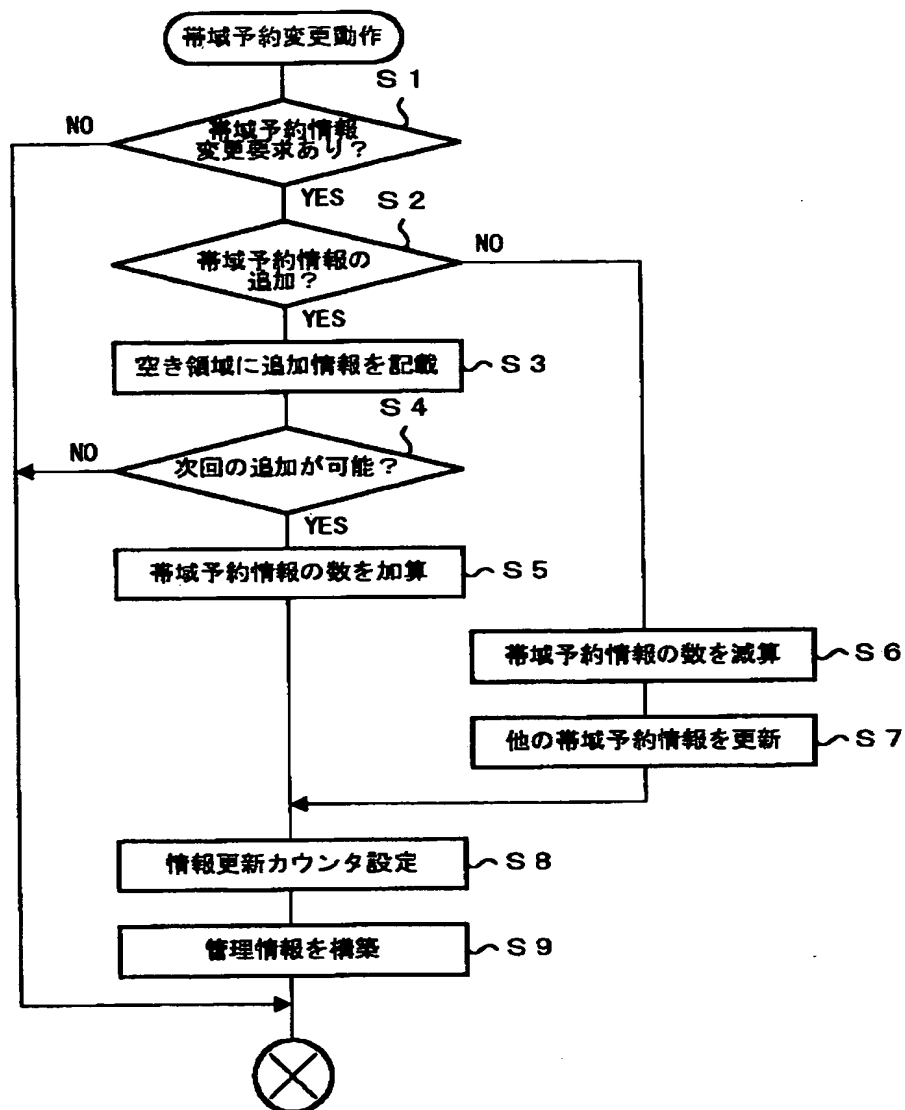 帯域予約変更動作
S1
NO
帯域予約情報
変更要求あり?
YES
S2
NO
帯域予約情報の
追加?
YES
空き領域に追加情報を記載
S3
S4
NO
次回の追加が可能?
YES
帯域予約情報の数を加算
S5
帯域予約情報の数を減算
S6
他の帯域予約情報を更新
S7
情報更新カウンタ設定
S8
管理情報を構築
S9